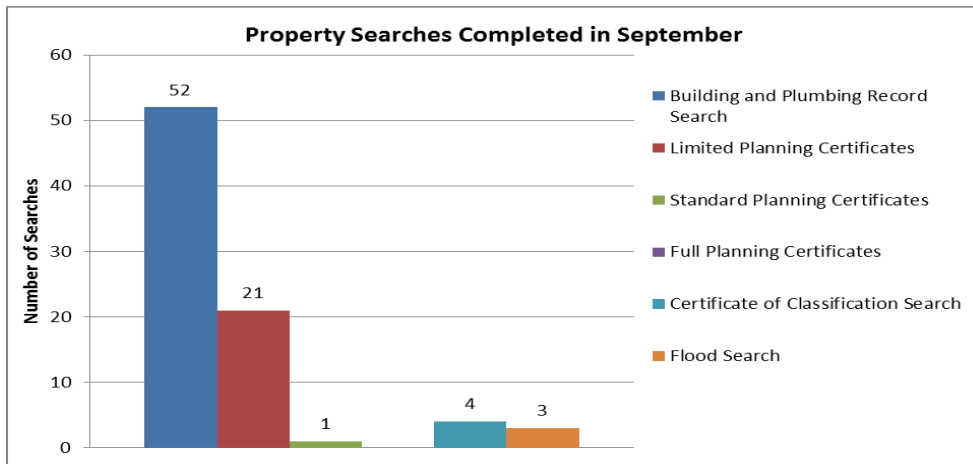 Property Searches Completed in September
60
50
40
30
20
10
0
Number of Searches
52
21
1
4
3
Building and Plumbing Record
Search
Limited Planning Certificates
Standard Planning Certificates
Full Planning Certificates
Certificate of Classification Search
Flood Search